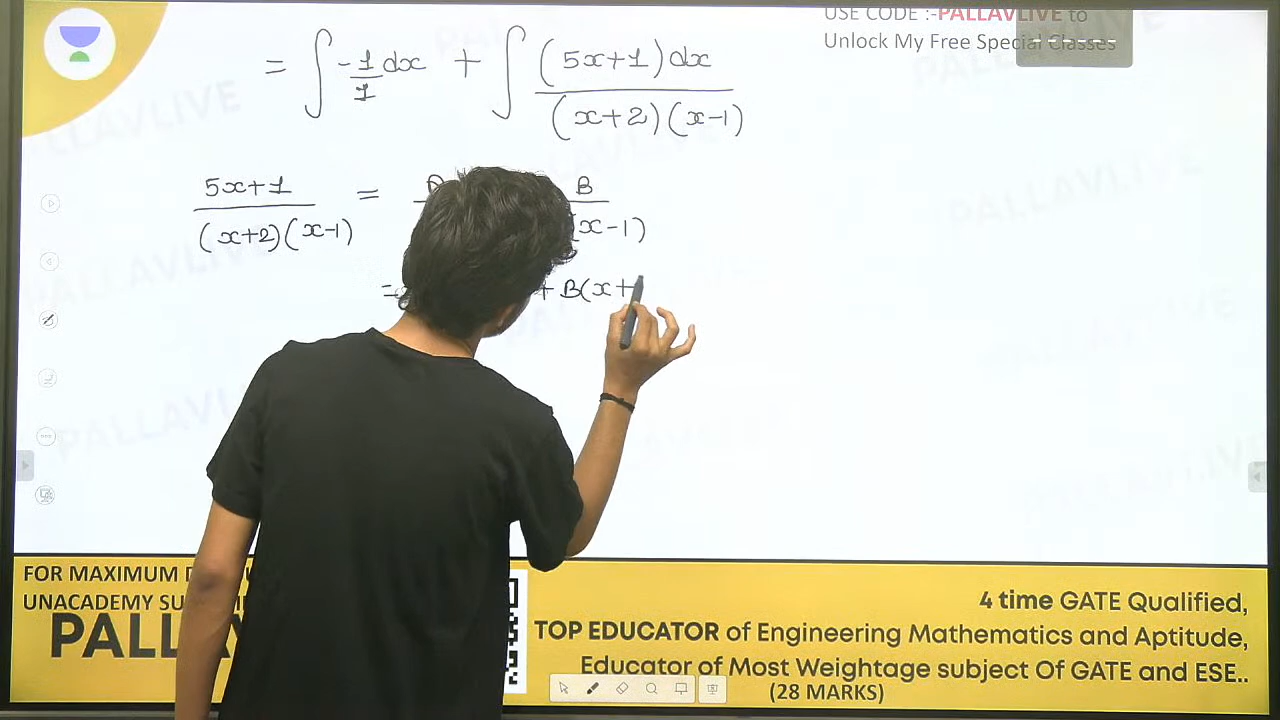 USE CODE :-PALLAVLIVE to
Unlock My Free Special Classes
= ∫ -1/1 dx + ∫ (5x+1)dx / (x+2)(x-1)
5x+1 / (x+2)(x-1) = B / (x-1)
= + B(x+
FOR MAXIMUM
UNACADEMY
4 time GATE Qualified,
TOP EDUCATOR of Engineering Mathematics and Aptitude,
Educator of Most Weightage subject Of GATE and ESE..
(28 MARKS)
PALLAVLIVE